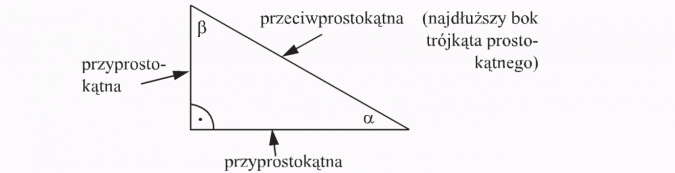 przeciwprostokątna
(najdłuższy bok
trójkąta prosto-
kątnego)
β
przyprosto-
kątna
α
przyprostokątna